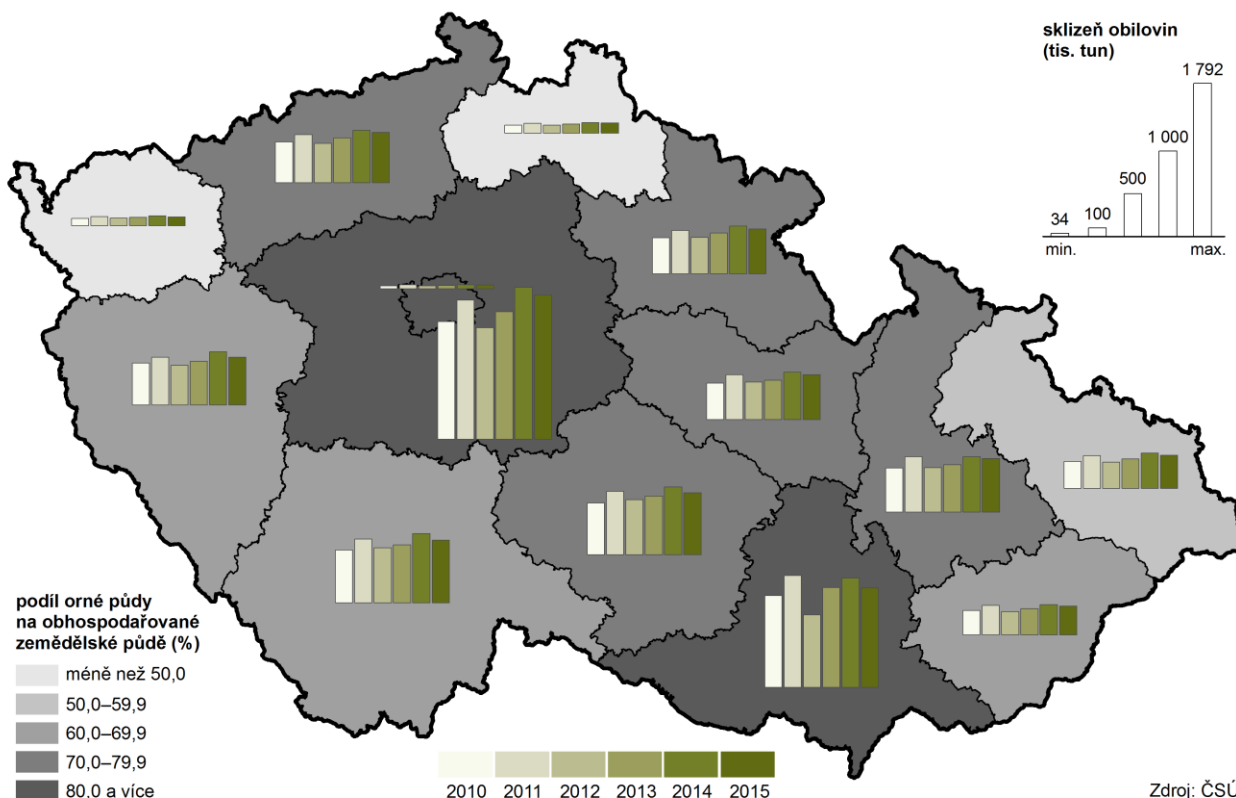 sklizeň obilovin
(tis. tun)
1 792
1 000
500
34
100
min.
max.
podíl orné půdy
na obhospodařované
zemědělské půdě (%)
méně než 50,0
50,0–59,9
60,0–69,9
70,0–79,9
80,0 a více
2010 2011 2012 2013 2014 2015
Zdroj: ČSÚ